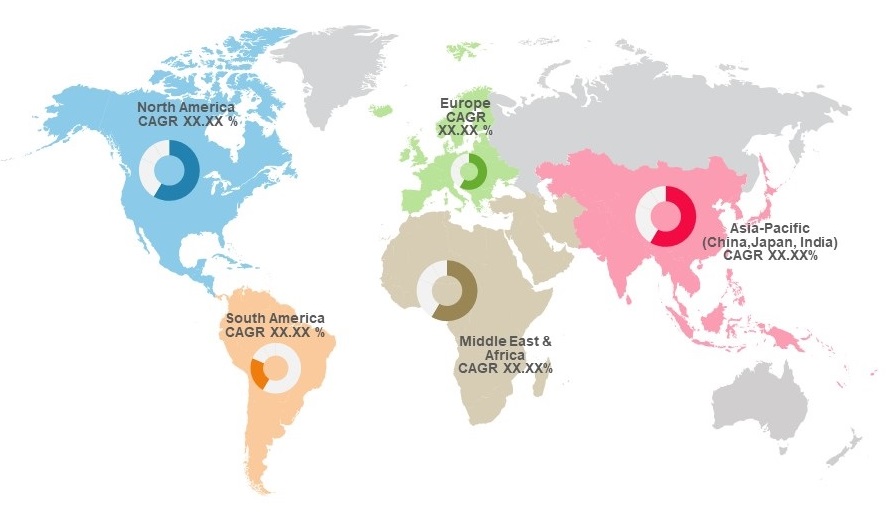 North America
CAGR XX.XX %
Europe
CAGR
XX.XX %
Asia-Pacific
(China,Japan, India)
CAGR XX.XX%
South America
CAGR XX.XX %
Middle East &
Africa
CAGR XX.XX%